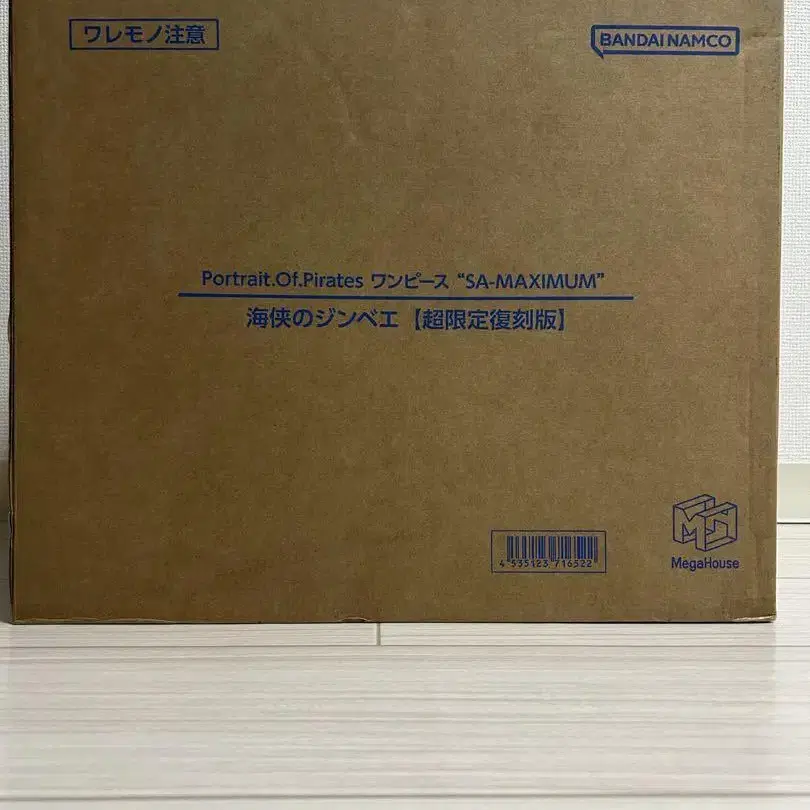 ワレモノ注意
BANDAI NAMCO
Portrait.Of.Pirates ワンピース “SA-MAXIMUM”
海侠のジンベエ【超限定復刻版】
4 535123 716522
MegaHouse